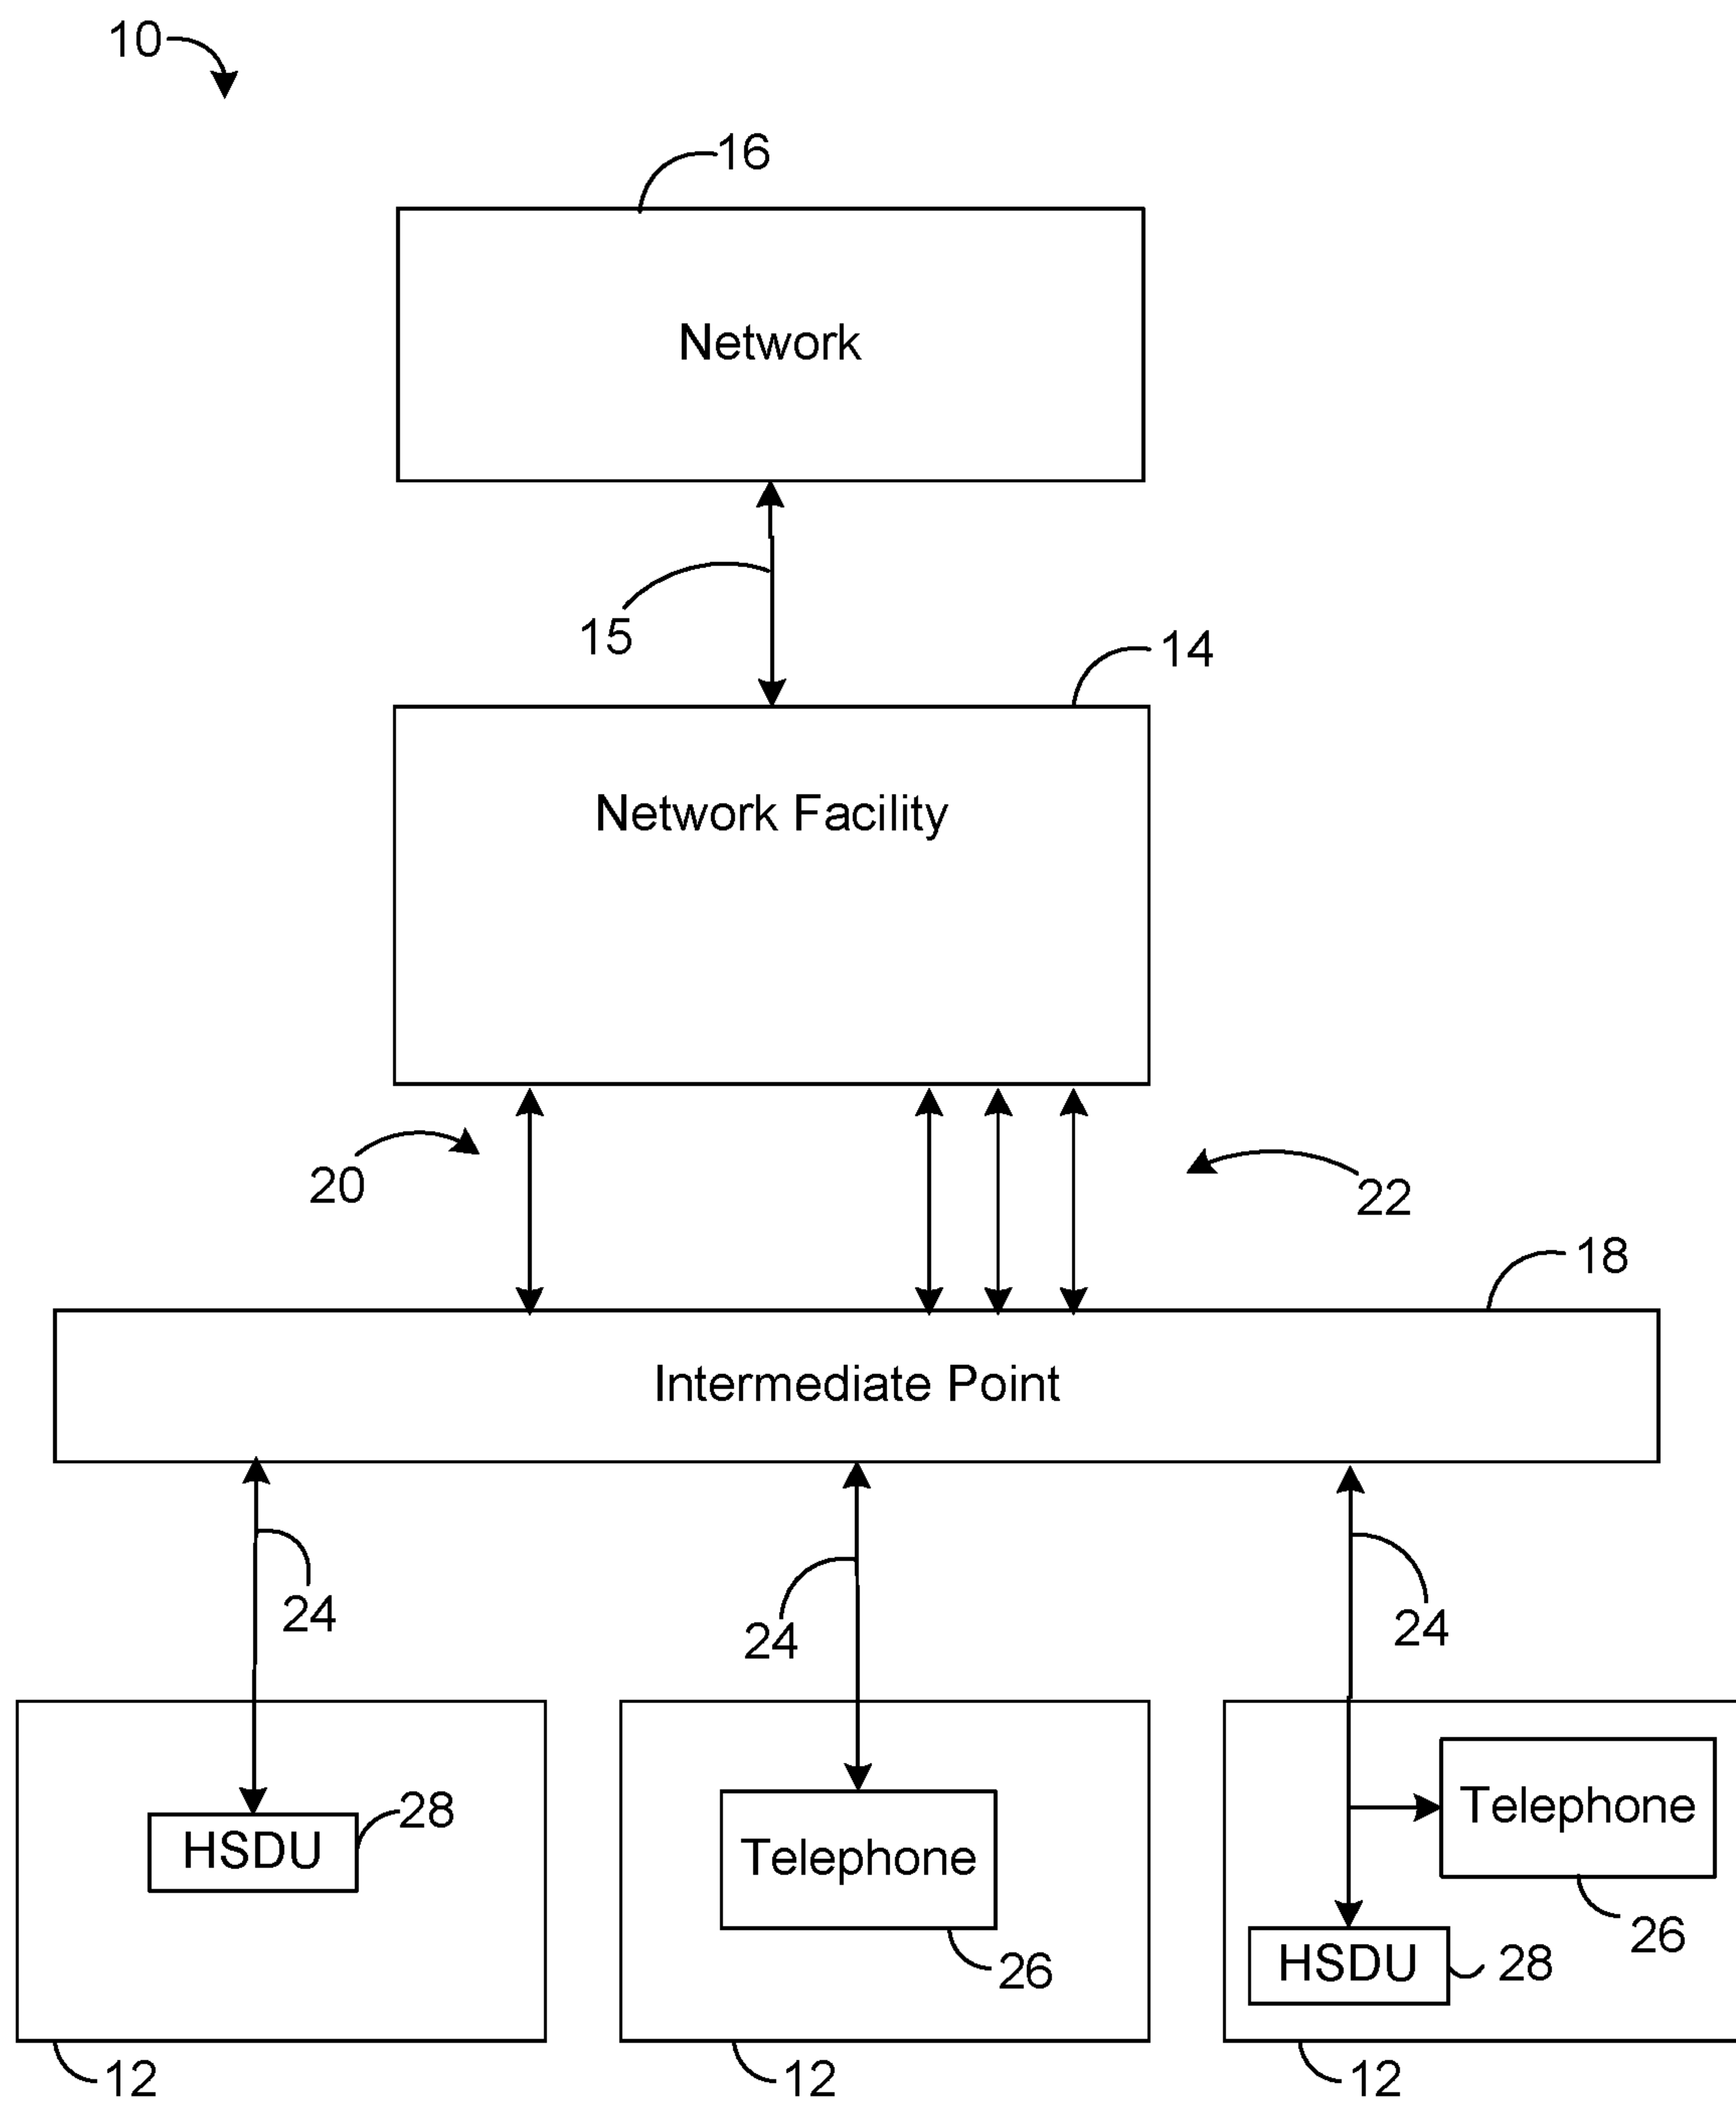 10
16
Network
15
14
Network Facility
20
22
18
Intermediate Point
24
24
24
HSDU
28
Telephone
26
Telephone
26
HSDU
28
12
12
12